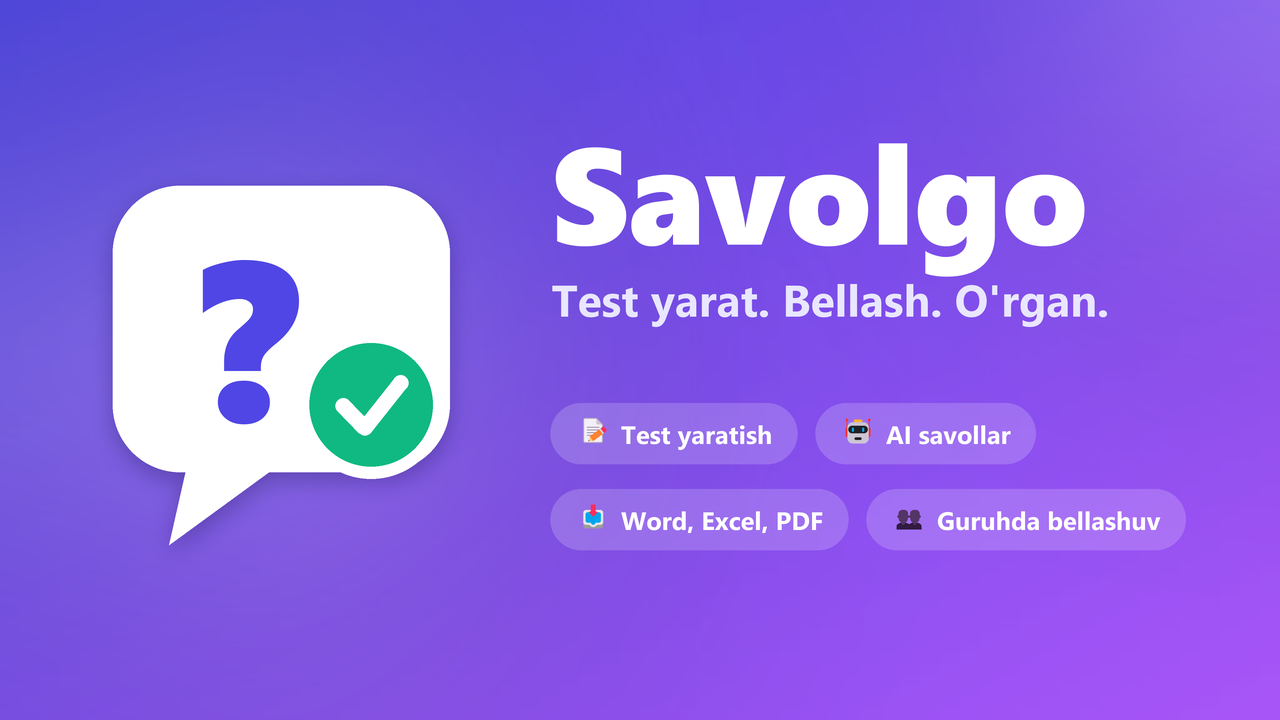 Savolgo
Test yarat. Bellash. O'rgan.
Test yaratish
AI savollar
Word, Excel, PDF
Guruhda bellashuv